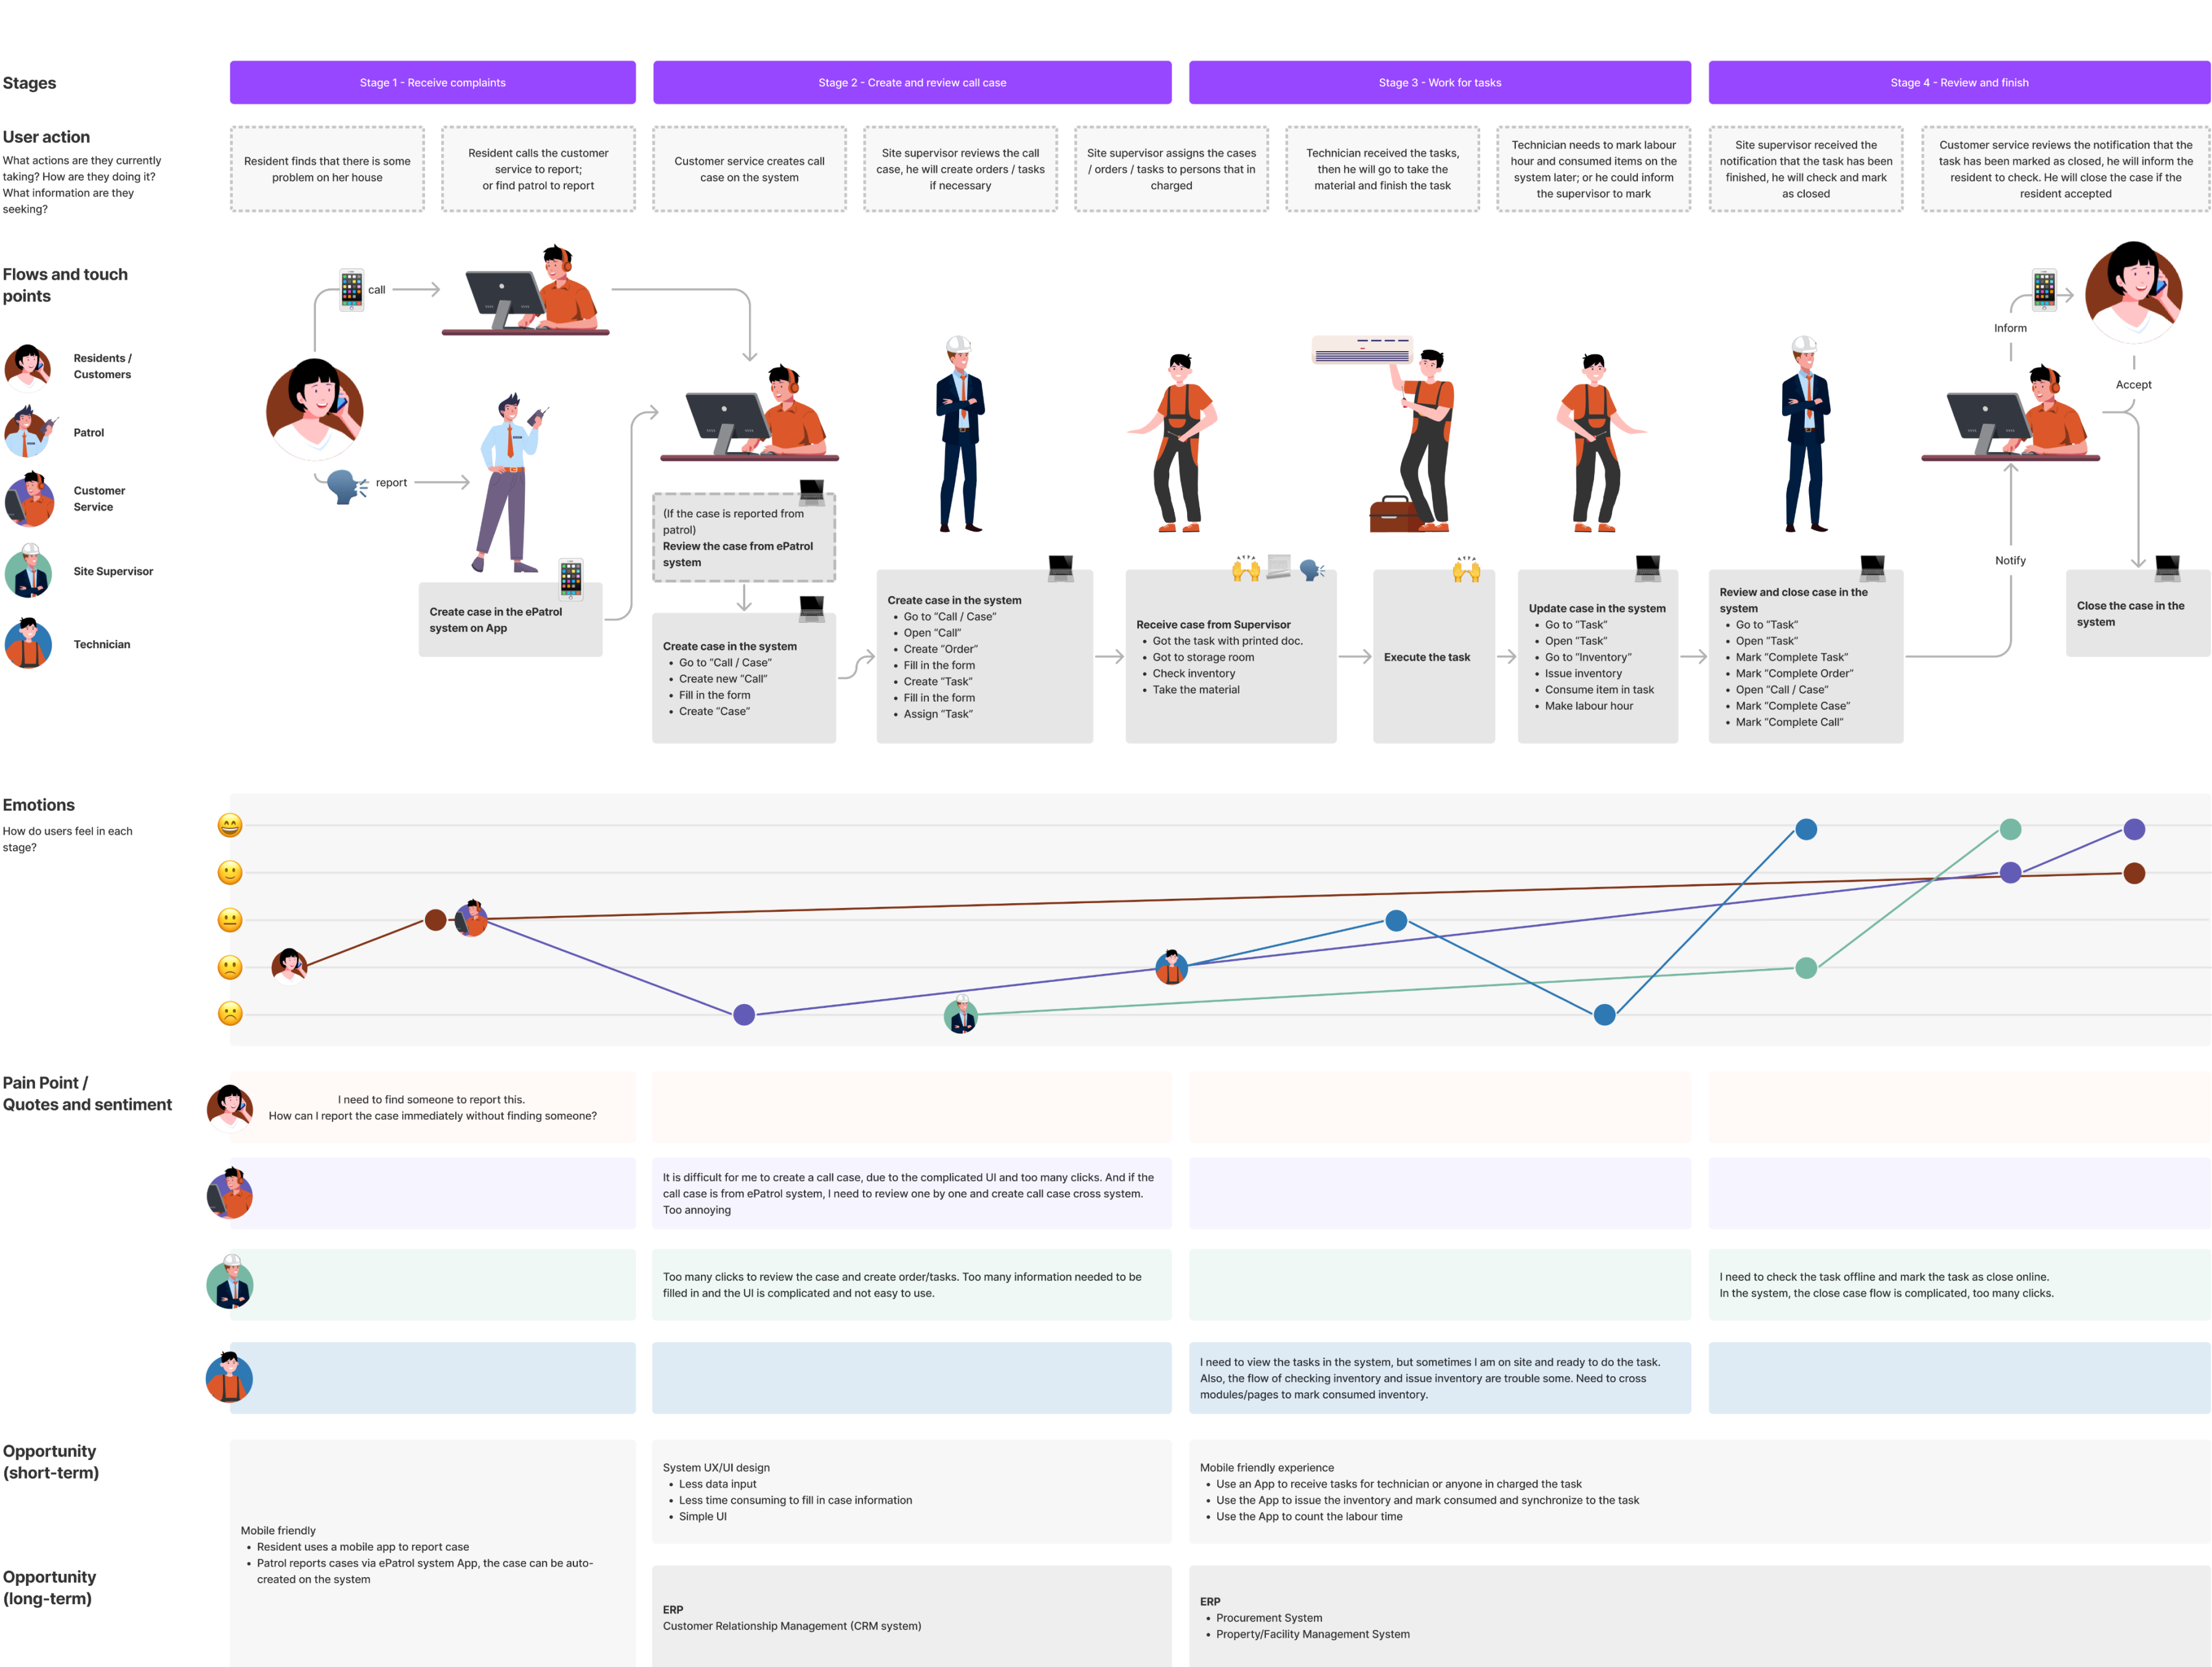 Stages
Stage 1 - Receive complaints
Stage 2 - Create and review call case
Stage 3 - Work for tasks
Stage 4 - Review and finish
User action
What actions are they currently
taking? How are they doing it?
What information are they
seeking?
Resident finds that there is some
problem on her house
Resident calls the customer
service to report;
or find patrol to report
Customer service creates call
case on the system
Site supervisor reviews the call
case, he will create orders / tasks
if necessary
Site supervisor assigns the cases
/ orders / tasks to persons that in
charged
Technician received the tasks,
then he will go to take the
material and finish the task
Technician needs to mark labour
hour and consumed items on the
system later; or he could inform
the supervisor to mark
Site supervisor received the
notification that the task has been
finished, he will check and mark
as closed
Customer service reviews the notification that the
task has been marked as closed, he will inform the
resident to check. He will close the case if the
resident accepted
Flows and touch
points
Residents /
Customers
Patrol
Customer
Service
Site Supervisor
Technician
call
report
Create case in the ePatrol
system on App
(If the case is reported from
patrol)
Review the case from ePatrol
system
Create case in the system
• Go to “Call / Case”
• Create new “Call”
• Fill in the form
• Create “Case”
Create case in the system
• Go to “Call / Case”
• Open “Call”
• Create “Order”
• Fill in the form
• Create “Task”
• Fill in the form
• Assign “Task”
Receive case from Supervisor
• Got the task with printed doc.
• Got to storage room
• Check inventory
• Take the material
Execute the task
Update case in the system
• Go to “Task”
• Open “Task”
• Go to “Inventory”
• Issue inventory
• Consume item in task
• Make labour hour
Review and close case in the
system
• Go to “Task”
• Open “Task”
• Mark “Complete Task”
• Mark “Complete Order”
• Open “Call / Case”
• Mark “Complete Case”
• Mark “Complete Call”
Notify
Inform
Accept
Close the case in the
system
Emotions
How do users feel in each
stage?
Pain Point /
Quotes and sentiment
I need to find someone to report this.
How can I report the case immediately without finding someone?
It is difficult for me to create a call case, due to the complicated UI and too many clicks. And if the
call case is from ePatrol system, I need to review one by one and create call case cross system.
Too annoying
Too many clicks to review the case and create order/tasks. Too many information needed to be
filled in and the UI is complicated and not easy to use.
I need to check the task offline and mark the task as close online.
In the system, the close case flow is complicated, too many clicks.
I need to view the tasks in the system, but sometimes I am on site and ready to do the task.
Also, the flow of checking inventory and issue inventory are trouble some. Need to cross
modules/pages to mark consumed inventory.
Opportunity
(short-term)
Mobile friendly
• Resident uses a mobile app to report case
• Patrol reports cases via ePatrol system App, the case can be auto-
created on the system
System UX/UI design
• Less data input
• Less time consuming to fill in case information
• Simple UI
Mobile friendly experience
• Use an App to receive tasks for technician or anyone in charged the task
• Use the App to issue the inventory and mark consumed and synchronize to the task
• Use the App to count the labour time
Opportunity
(long-term)
ERP
Customer Relationship Management (CRM system)
ERP
• Procurement System
• Property/Facility Management System